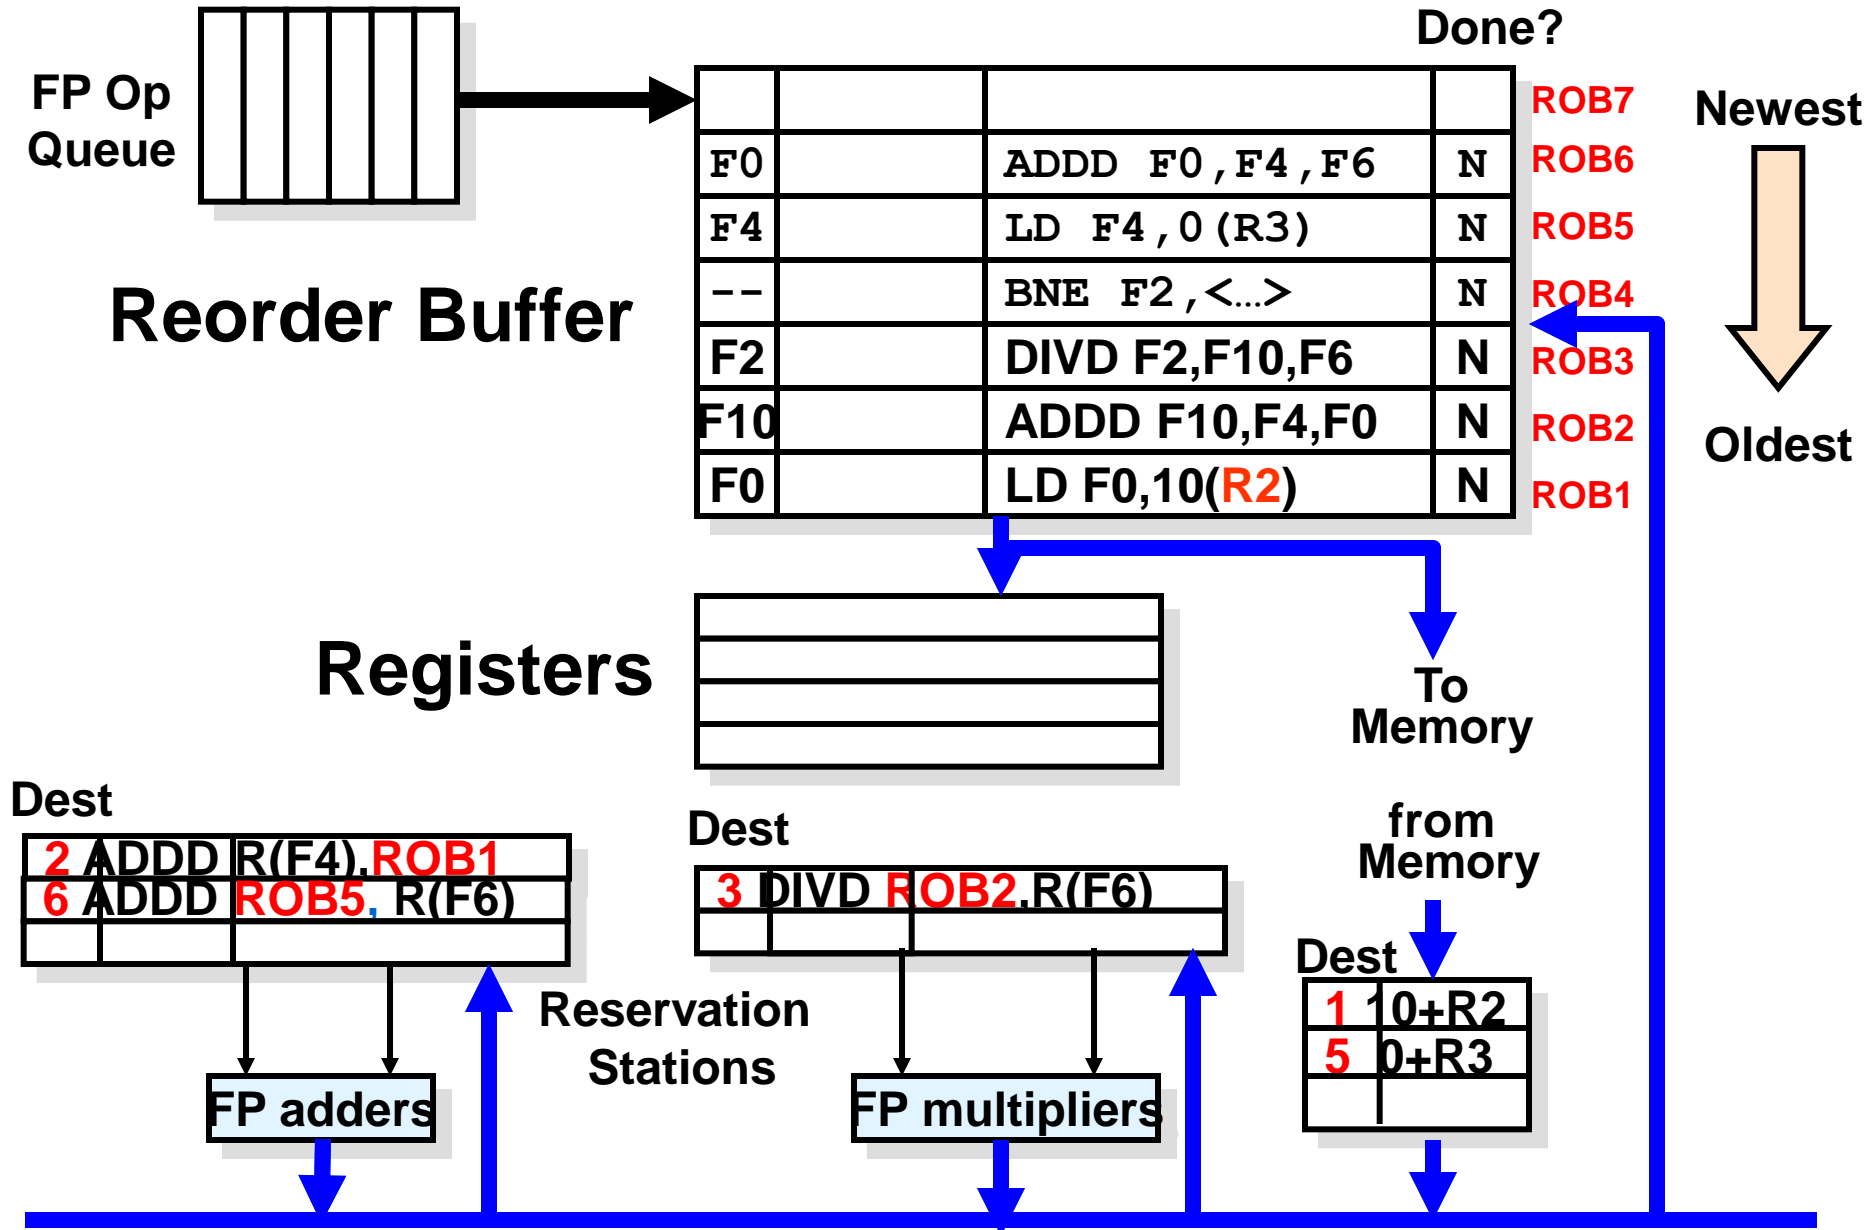 Done?
FP Op
Queue
ROB7
Newest
F0 ADDD F0,F4,F6 N ROB6
F4 LD F4,0(R3) N ROB5
Reorder Buffer
-- BNE F2,<…> N ROB4
F2 DIVD F2,F10,F6 N ROB3
F10 ADDD F10,F4,F0 N ROB2
Oldest
F0 LD F0,10(R2) N ROB1
Registers
To
Memory
Dest
2 ADDD R(F4),ROB1
6 ADDD ROB5, R(F6)
Dest
3 DIVD ROB2,R(F6)
from
Memory
Dest
1 10+R2
5 0+R3
Reservation
Stations
FP adders
FP multipliers